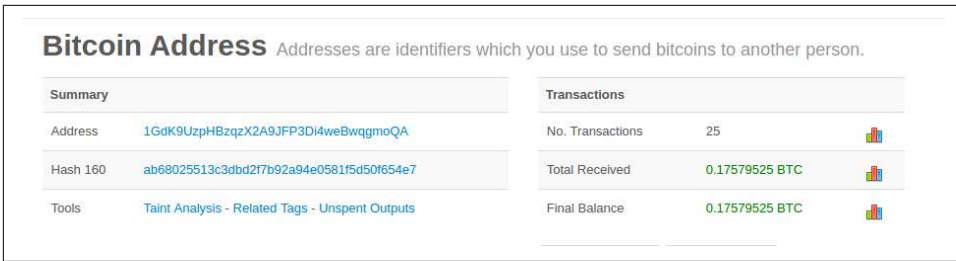 Bitcoin Address Addresses are identifiers which you use to send bitcoins to another person.
Summary
Address 1GdK9UzpHBzqzX2A9JFP3Di4weBwqgmoQA
Hash 160 ab68025513c3dbd2f7b92a94e0581f5d50f654e7
Tools Taint Analysis - Related Tags - Unspent Outputs
Transactions
No. Transactions 25
Total Received 0.17579525 BTC
Final Balance 0.17579525 BTC